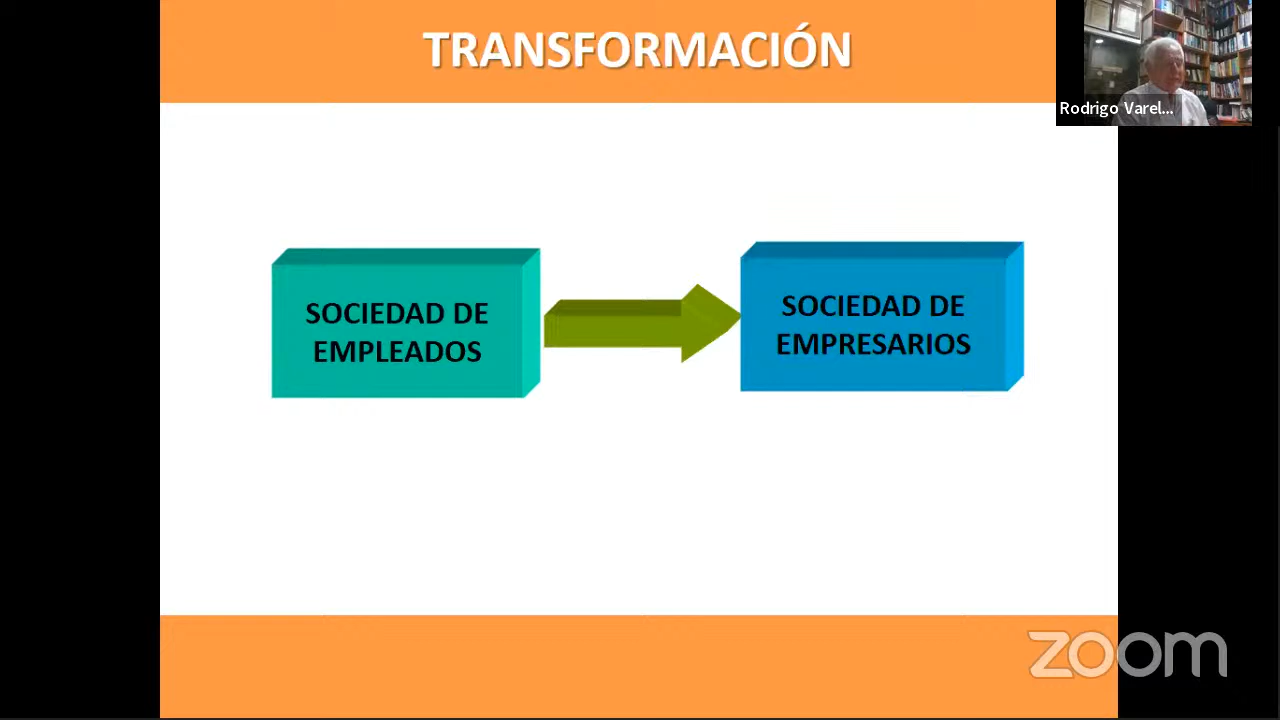 TRANSFORMACIÓN
Rodrigo Varel...
SOCIEDAD DE
EMPLEADOS
SOCIEDAD DE
EMPRESARIOS
zoom